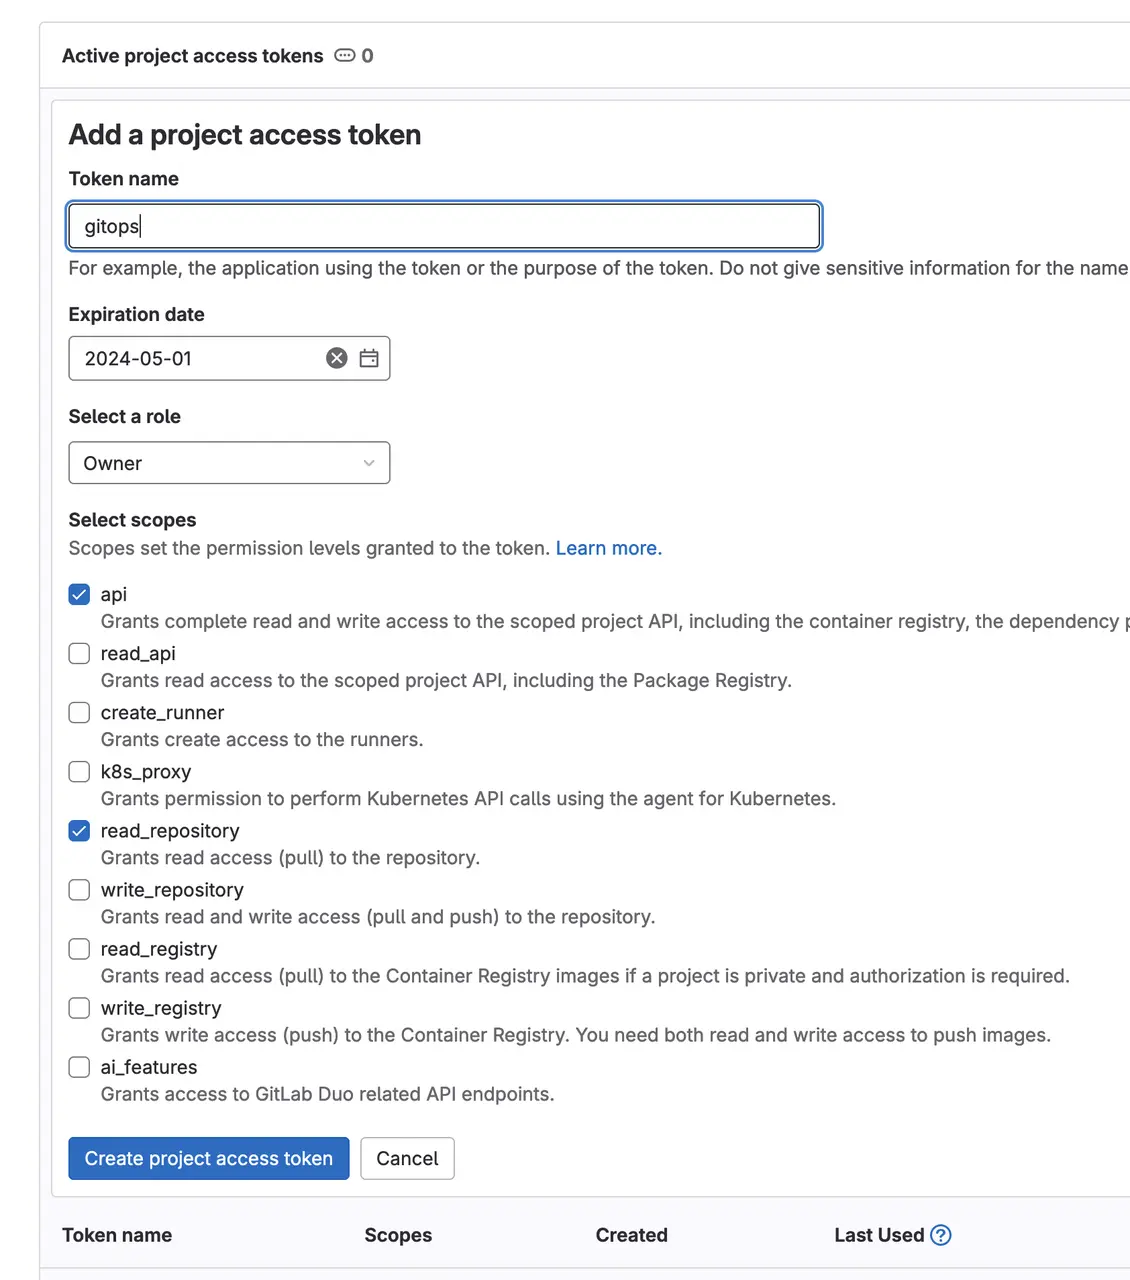 Active project access tokens 0
Add a project access token
Token name
gitops
For example, the application using the token or the purpose of the token. Do not give sensitive information for the name
Expiration date
2024-05-01
Select a role
Owner
Select scopes
Scopes set the permission levels granted to the token. Learn more.
api
Grants complete read and write access to the scoped project API, including the container registry, the dependency p
read_api
Grants read access to the scoped project API, including the Package Registry.
create_runner
Grants create access to the runners.
k8s_proxy
Grants permission to perform Kubernetes API calls using the agent for Kubernetes.
read_repository
Grants read access (pull) to the repository.
write_repository
Grants read and write access (pull and push) to the repository.
read_registry
Grants read access (pull) to the Container Registry images if a project is private and authorization is required.
write_registry
Grants write access (push) to the Container Registry. You need both read and write access to push images.
ai_features
Grants access to GitLab Duo related API endpoints.
Create project access token Cancel
Token name Scopes Created Last Used ?